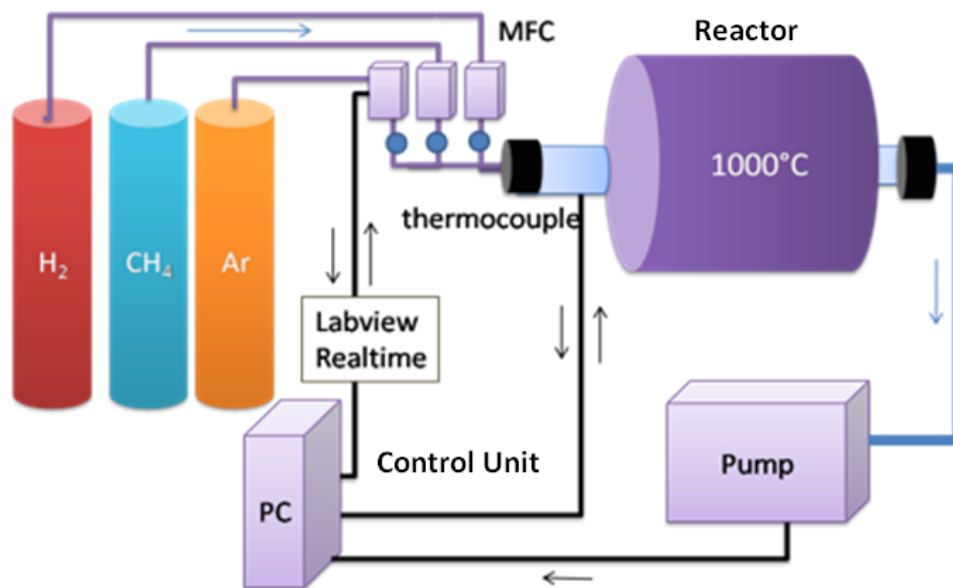 MFC
Reactor
1000°C
thermocouple
H₂
CH₄
Ar
Labview
Realtime
Control Unit
Pump
PC